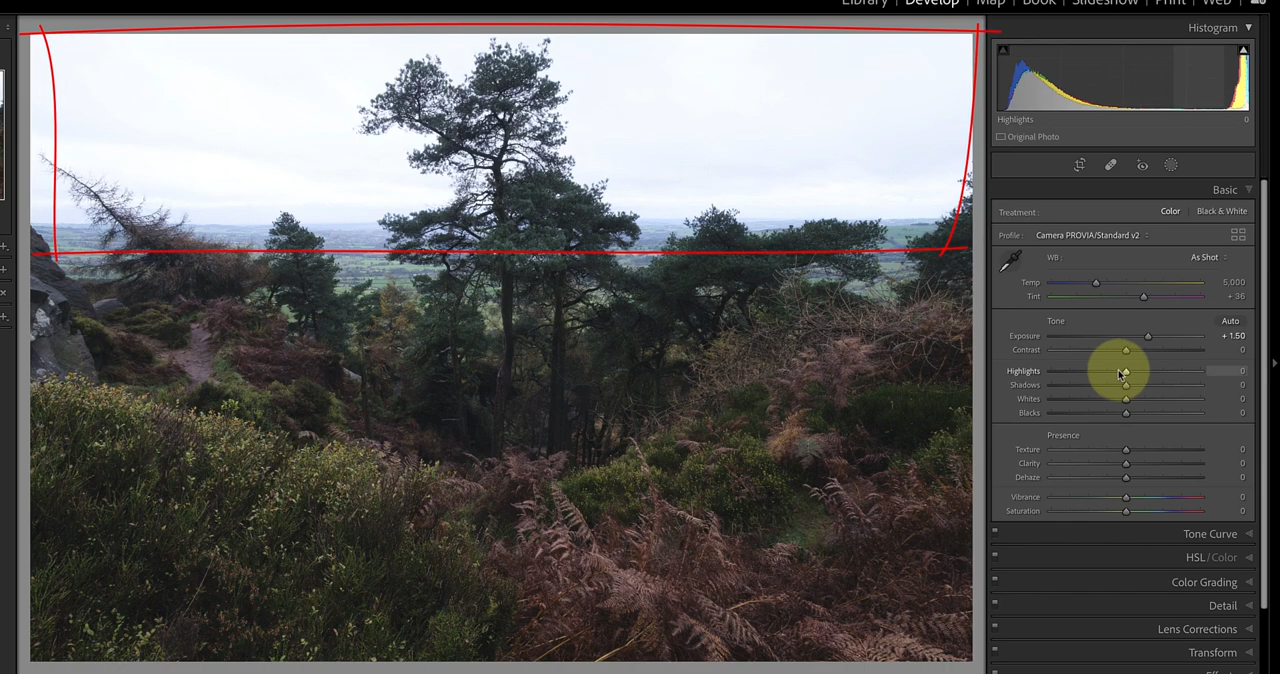 Library | Develop | Map | Book | Slideshow | Print | Web
Histogram
Highlights 0
Original Photo
Basic
Treatment : Color | Black & White
Profile : Camera PROVIA/Standard v2
WB : As Shot
Temp 5,000
Tint + 36
Tone Auto
Exposure + 1.50
Contrast 0
Highlights 0
Shadows 0
Whites 0
Blacks 0
Presence
Texture 0
Clarity 0
Dehaze 0
Vibrance 0
Saturation 0
Tone Curve
HSL / Color
Color Grading
Detail
Lens Corrections
Transform